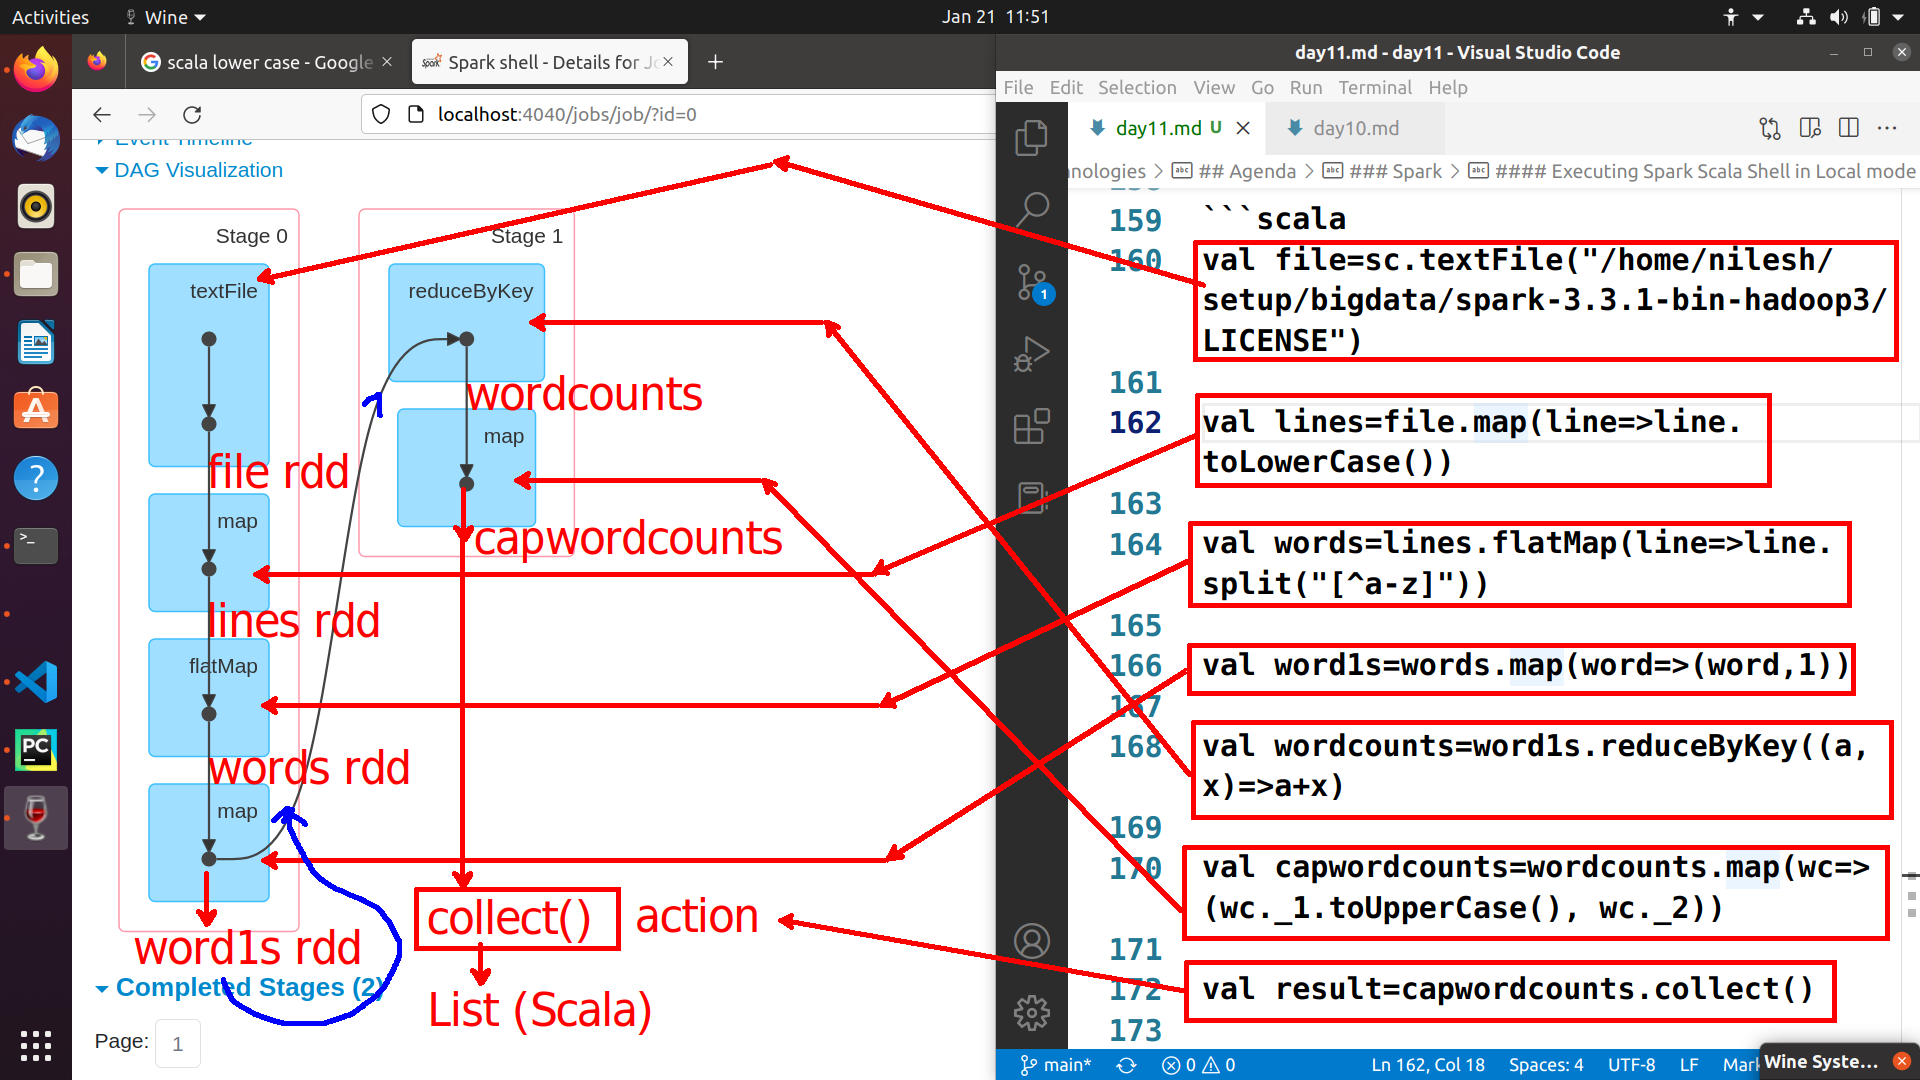 Activities
Wine
Jan 21 11:51
scala lower case - Google
Spark shell - Details for Jo
localhost:4040/jobs/job/?id=0
Event Timeline
DAG Visualization
Stage 0
textFile
file rdd
map
lines rdd
flatMap
words rdd
map
word1s rdd
Stage 1
reduceByKey
wordcounts
map
capwordcounts
collect()
action
List (Scala)
Completed Stages (2)
Page: 1
day11.md - day11 - Visual Studio Code
File Edit Selection View Go Run Terminal Help
day11.md U
day10.md
nologies > ## Agenda > ### Spark > #### Executing Spark Scala Shell in Local mode
1
159 ```scala
160 val file=sc.textFile("/home/nilesh/
setup/bigdata/spark-3.3.1-bin-hadoop3/
LICENSE")
161
162 val lines=file.map(line=>line.
toLowerCase())
163
164 val words=lines.flatMap(line=>line.
split("[^a-z]"))
165
166 val word1s=words.map(word=>(word,1))
167
168 val wordcounts=word1s.reduceByKey((a,
x)=>a+x)
169
170 val capwordcounts=wordcounts.map(wc=>
(wc._1.toUpperCase(), wc._2))
171
172 val result=capwordcounts.collect()
173
main* 0 0 Ln 162, Col 18 Spaces: 4 UTF-8 LF Mark
Wine Syste...